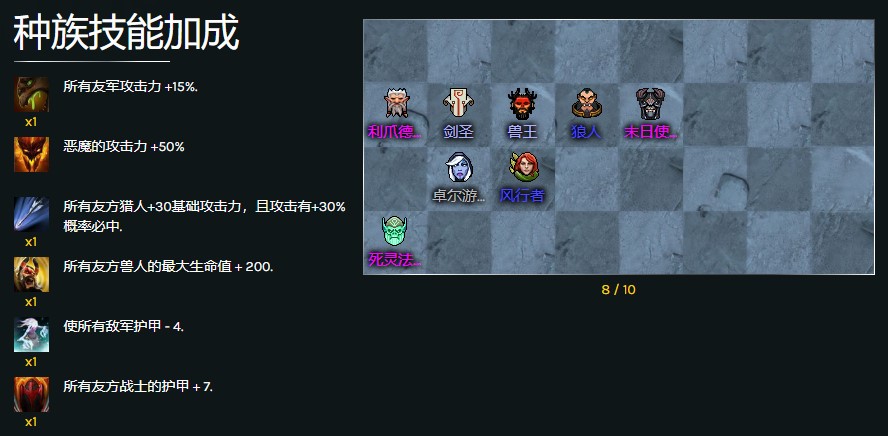 种族技能加成
所有友军攻击力 +15%.
x1
恶魔的攻击力 +50%
所有友方猎人+30基础攻击力，且攻击有+30%
概率必中.
x1
所有友方兽人的最大生命值 + 200.
x1
使所有敌军护甲 - 4.
x1
所有友方战士的护甲 + 7.
x1
利爪德...
剑圣
兽王
狼人
末日使...
卓尔游...
风行者
死灵法...
8 / 10